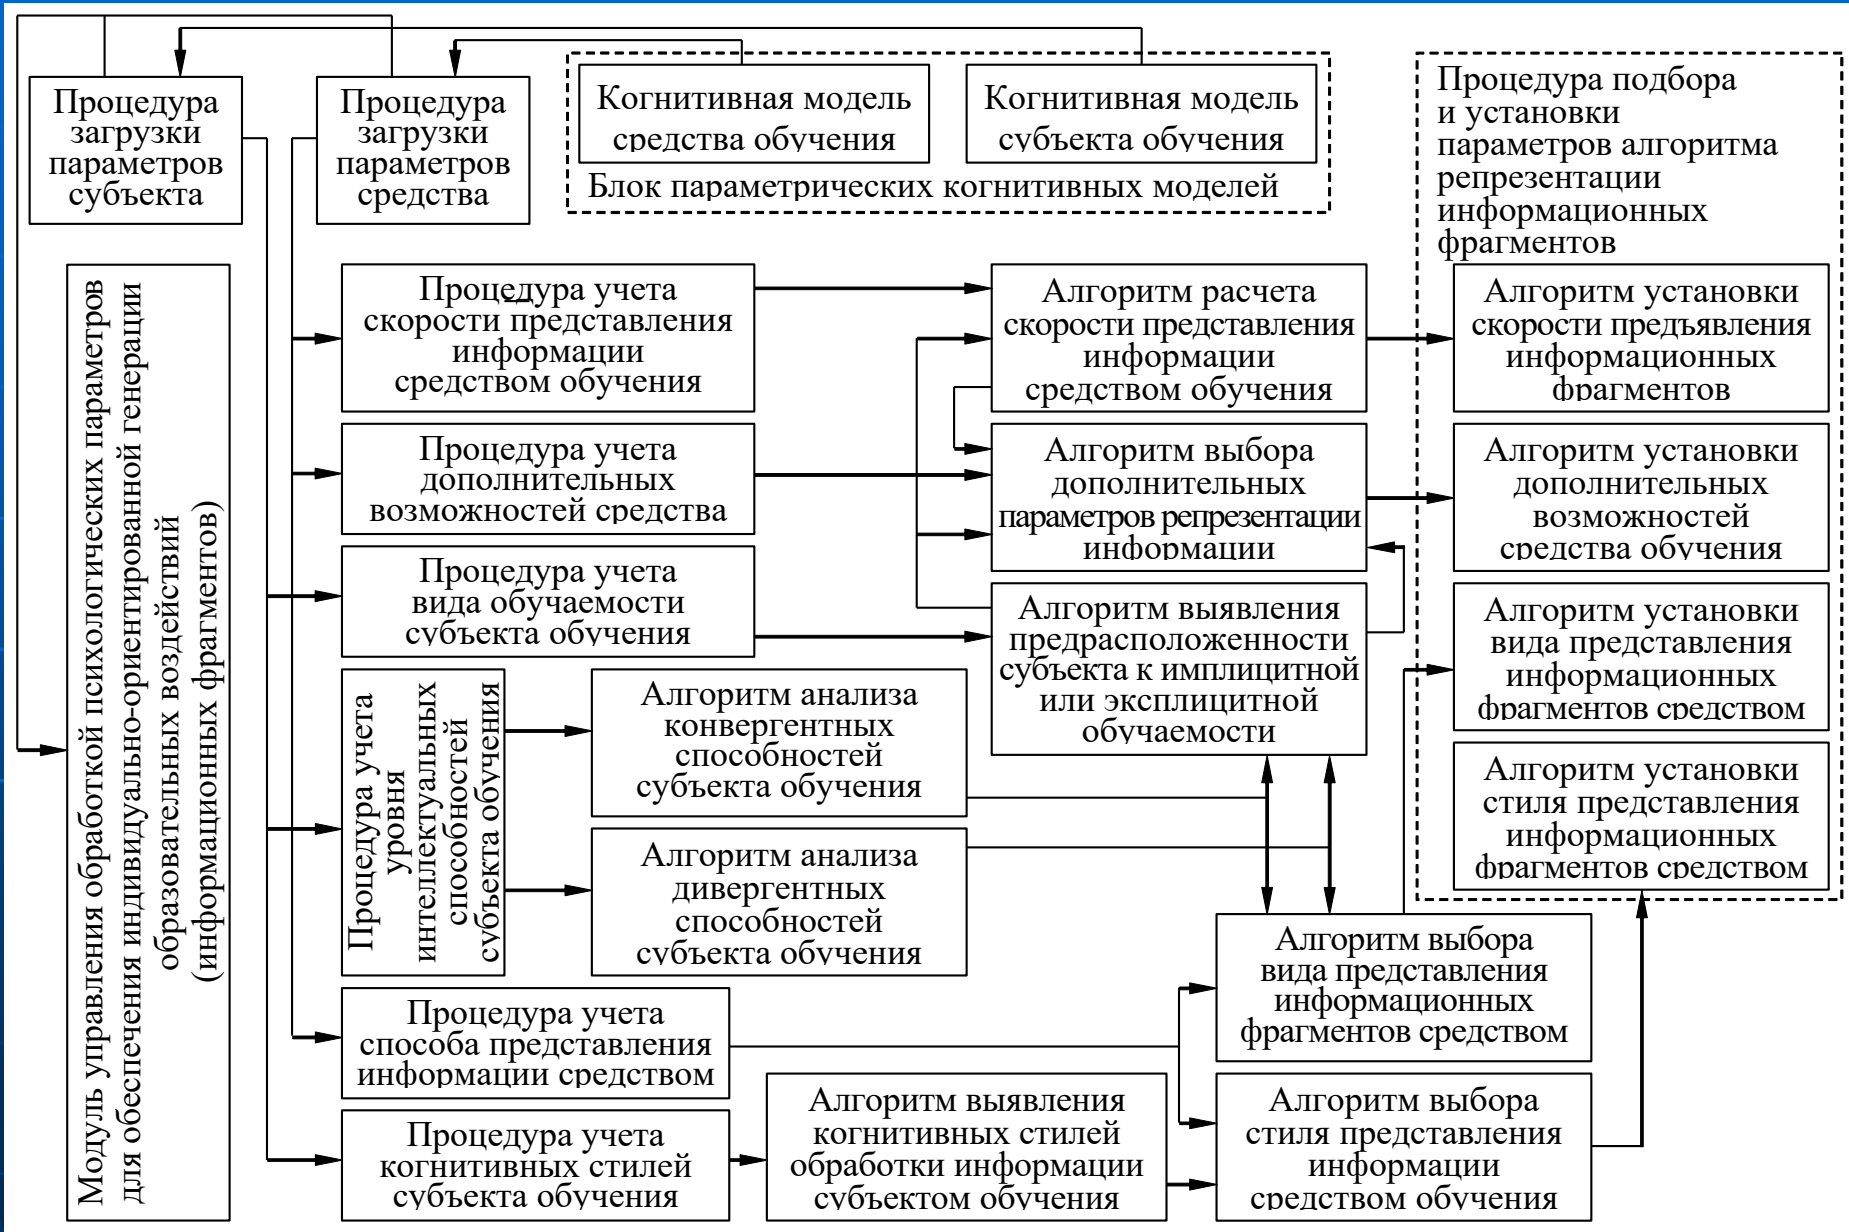 Процедура
загрузки
параметров
субъекта
Процедура
загрузки
параметров
средства
Когнитивная модель
средства обучения
Когнитивная модель
субъекта обучения
Блок параметрических когнитивных моделей
Процедура подбора
и установки
параметров алгоритма
репрезентации
информационных
фрагментов
Модуль управления обработкой психологических параметров
для обеспечения индивидуально-ориентированной генерации
образовательных воздействий
(информационных фрагментов)
Процедура учета
скорости представления
информации
средством обучения
Алгоритм расчета
скорости представления
информации
средством обучения
Алгоритм установки
скорости предъявления
информационных
фрагментов
Процедура учета
дополнительных
возможностей средства
Алгоритм выбора
дополнительных
параметров репрезентации
информации
Алгоритм установки
дополнительных
возможностей
средства обучения
Процедура учета
вида обучаемости
субъекта обучения
Алгоритм выявления
предрасположенности
субъекта к имплицитной
или эксплицитной
обучаемости
Алгоритм установки
вида представления
информационных
фрагментов средством
Процедура учета
уровня
интеллектуальных
способностей
субъекта обучения
Алгоритм анализа
конвергентных
способностей
субъекта обучения
Алгоритм установки
стиля представления
информационных
фрагментов средством
Алгоритм анализа
дивергентных
способностей
субъекта обучения
Алгоритм выбора
вида представления
информационных
фрагментов средством
Процедура учета
способа представления
информации средством
Процедура учета
когнитивных стилей
субъекта обучения
Алгоритм выявления
когнитивных стилей
обработки информации
субъектом обучения
Алгоритм выбора
стиля представления
информации
средством обучения